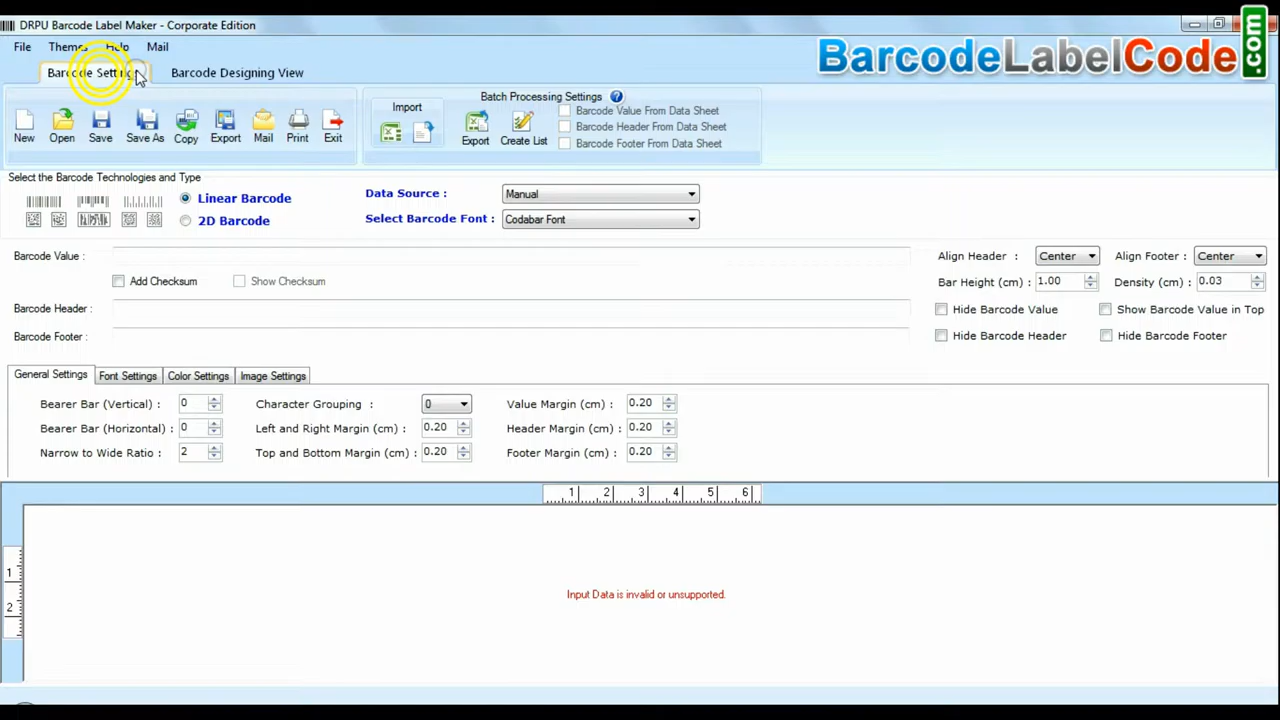 DRPU Barcode Label Maker - Corporate Edition
File Themes Help Mail
BarcodeLabelCode.com
Barcode Settings Barcode Designing View
Import
Batch Processing Settings
New Open Save Save As Copy Export Mail Print Exit
Export Create List
Barcode Value From Data Sheet
Barcode Header From Data Sheet
Barcode Footer From Data Sheet
Select the Barcode Technologies and Type
Linear Barcode
2D Barcode
Data Source : Manual
Select Barcode Font : Codabar Font
Barcode Value :
Add Checksum Show Checksum
Barcode Header :
Barcode Footer :
Align Header : Center Align Footer : Center
Bar Height (cm) : 1.00 Density (cm) : 0.03
Hide Barcode Value Show Barcode Value in Top
Hide Barcode Header Hide Barcode Footer
General Settings Font Settings Color Settings Image Settings
Bearer Bar (Vertical) : 0 Character Grouping : 0 Value Margin (cm) : 0.20
Bearer Bar (Horizontal) : 0 Left and Right Margin (cm) : 0.20 Header Margin (cm) : 0.20
Narrow to Wide Ratio : 2 Top and Bottom Margin (cm) : 0.20 Footer Margin (cm) : 0.20
1 2 3 4 5 6
1
2
Input Data is invalid or unsupported.